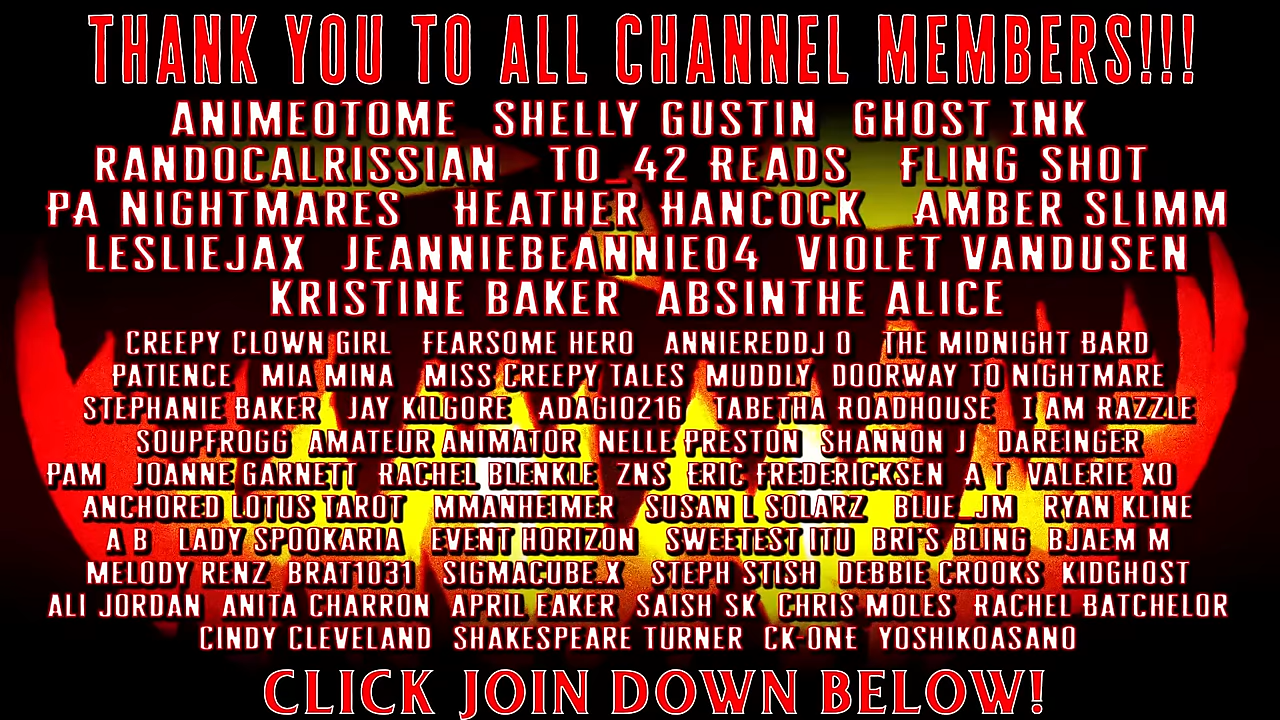 THANK YOU TO ALL CHANNEL MEMBERS!!!
ANIMEOTOME SHELLY GUSTIN GHOST INK
RANDOCALRISSIAN TO_42 READS FLING SHOT
PA NIGHTMARES HEATHER HANCOCK AMBER SLIMM
LESLIEJAX JEANNIEBEANNIE04 VIOLET VANDUSEN
KRISTINE BAKER ABSINTHE ALICE
CREEPY CLOWN GIRL FEARSOME HERO ANNIEREDDJ O THE MIDNIGHT BARD
PATIENCE MIA MINA MISS CREEPY TALES MUDDLY DOORWAY TO NIGHTMARE
STEPHANIE BAKER JAY KILGORE ADAGIO216 TABETHA ROADHOUSE I AM RAZZLE
SOUPFROGG AMATEUR ANIMATOR NELLE PRESTON SHANNON J DAREINGER
PAM JOANNE GARNETT RACHEL BLENKLE ZNS ERIC FREDERICKSEN A T VALERIE XO
ANCHORED LOTUS TAROT MMANHEIMER SUSAN L SOLARZ BLUE_JM RYAN KLINE
A B LADY SPOOKARIA EVENT HORIZON SWEETEST ITU BRI'S BLING BJAEM M
MELODY RENZ BRAT1031 SIGMACUBE.X STEPH STISH DEBBIE CROOKS KIDGHOST
ALI JORDAN ANITA CHARRON APRIL EAKER SAISH SK CHRIS MOLES RACHEL BATCHELOR
CINDY CLEVELAND SHAKESPEARE TURNER CK-ONE YOSHIKOASANO
CLICK JOIN DOWN BELOW!